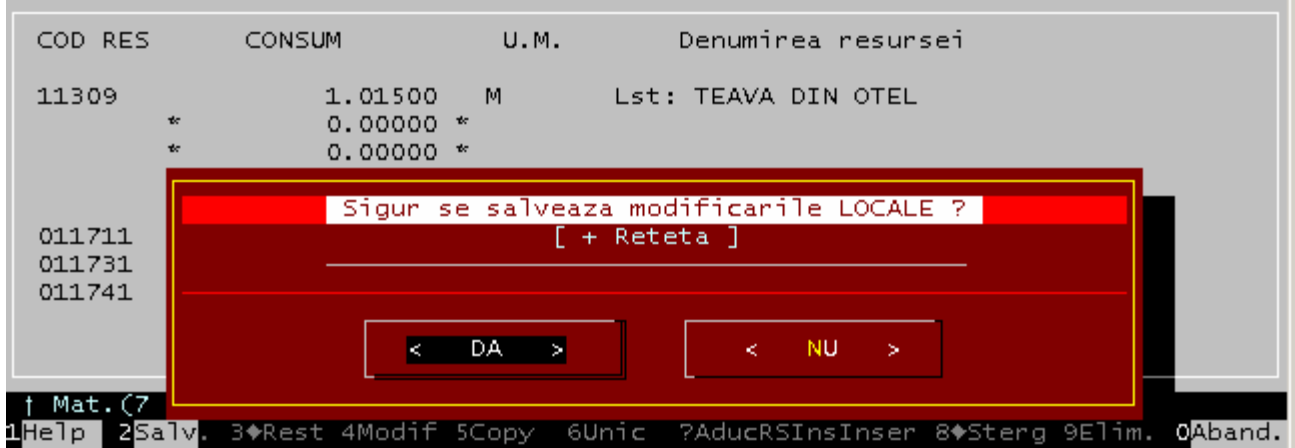 COD RES CONSUM U.M. Denumirea resursei
11309 1.01500 M Lst: TEAVA DIN OTEL
* 0.00000 *
* 0.00000 *
Sigur se salveaza modificarile LOCALE ?
011711 [ + Reteta ]
011731
011741
< DA > < NU >
↑ Mat.(7
1Help 2Salv. 3♦Rest 4Modif 5Copy 6Unic ?AducRSInsInser 8♦Sterg 9Elim. 0Aband.